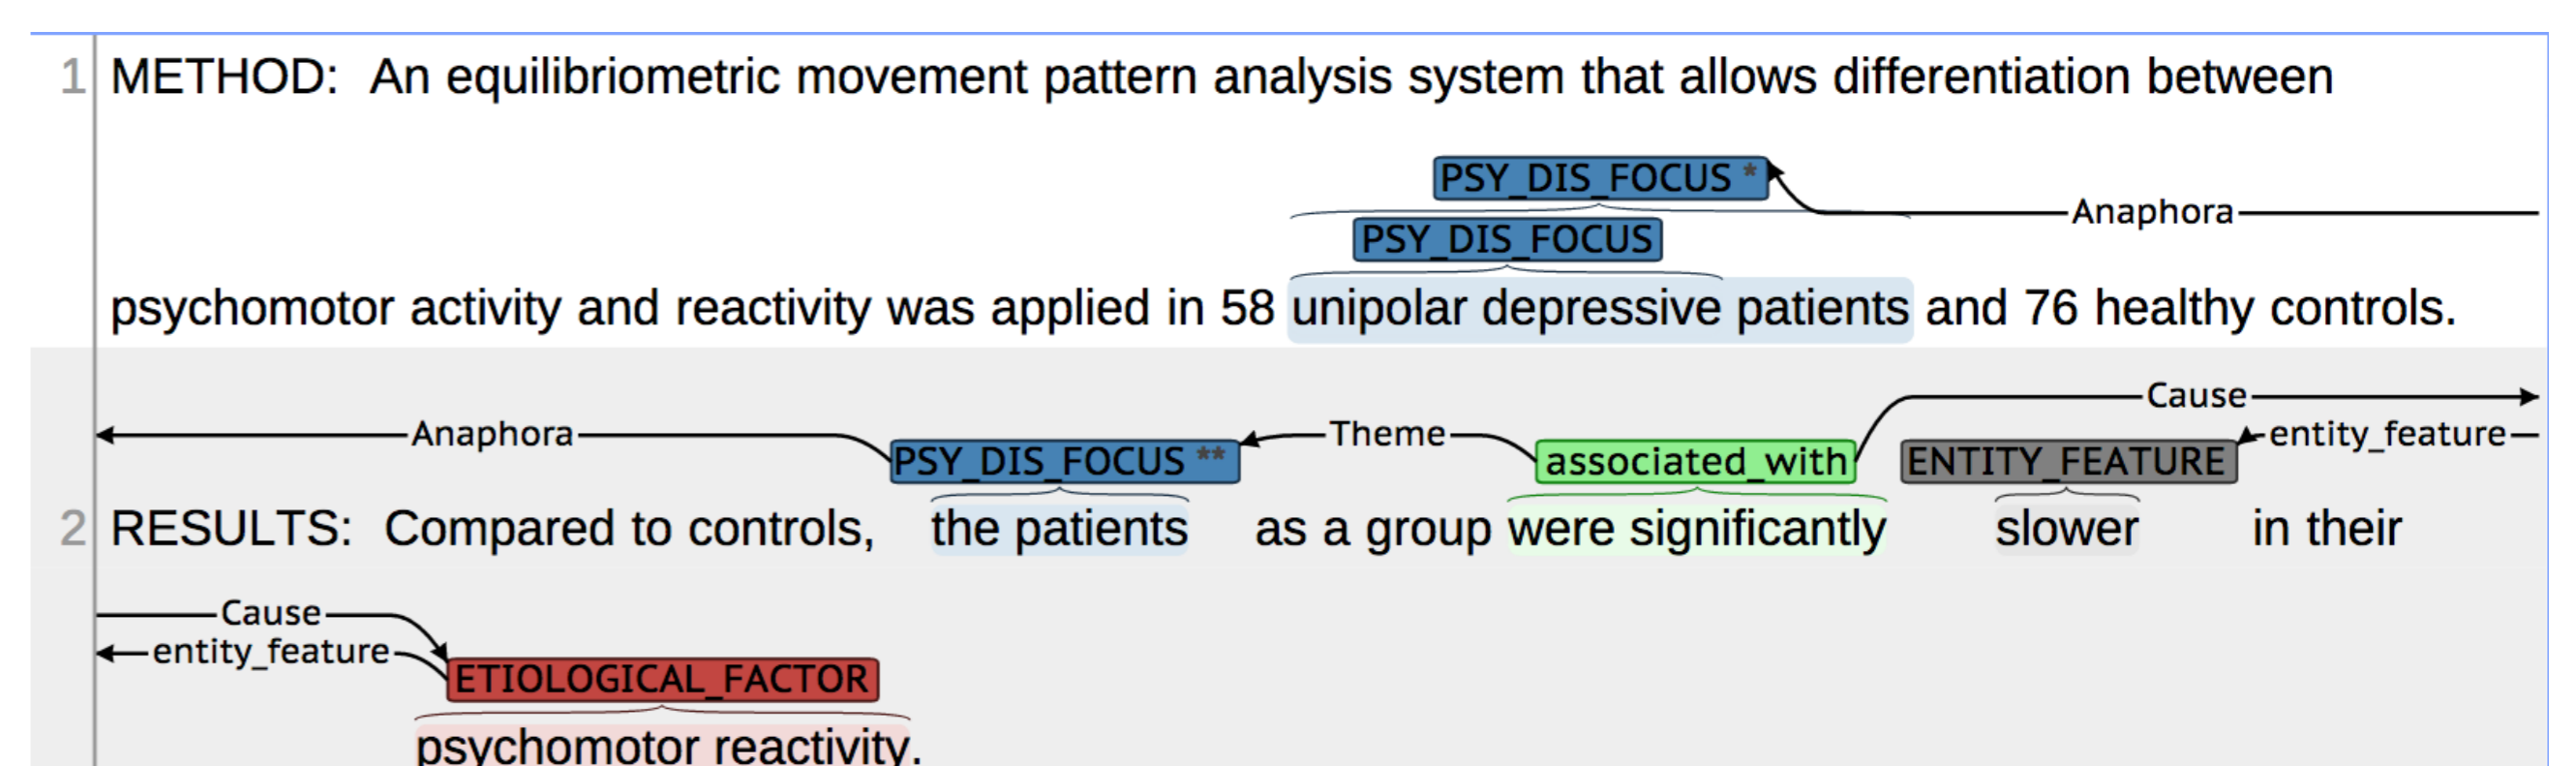 1 METHOD: An equilibriometric movement pattern analysis system that allows differentiation between
PSY_DIS_FOCUS *
Anaphora
PSY_DIS_FOCUS
psychomotor activity and reactivity was applied in 58 unipolar depressive patients and 76 healthy controls.
Cause
Anaphora Theme entity_feature
PSY_DIS_FOCUS ** associated_with ENTITY_FEATURE
2 RESULTS: Compared to controls, the patients as a group were significantly slower in their
Cause
entity_feature
ETIOLOGICAL_FACTOR
psychomotor reactivity.